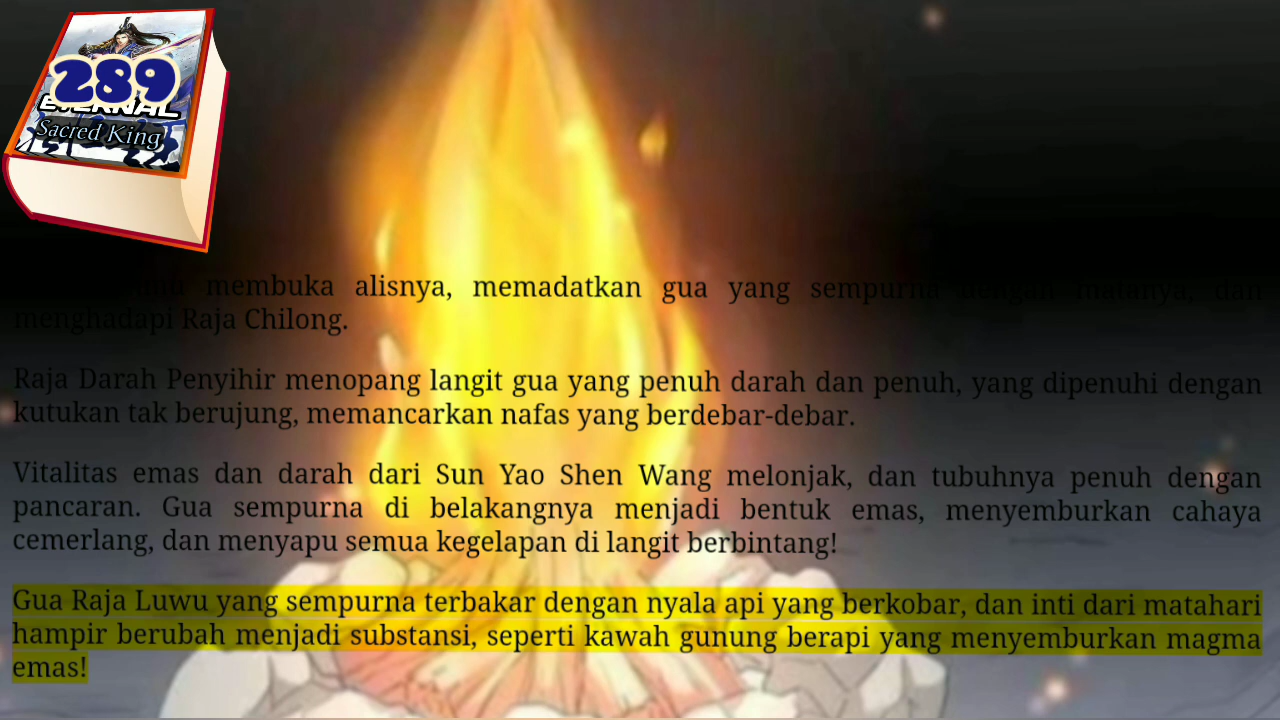 289
ETERNAL
Sacred King
membuka alisnya, memadatkan gua yang sempurna dengan matanya, dan
menghadapi Raja Chilong.
Raja Darah Penyihir menopang langit gua yang penuh darah dan penuh, yang dipenuhi dengan
kutukan tak berujung, memancarkan nafas yang berdebar-debar.
Vitalitas emas dan darah dari Sun Yao Shen Wang melonjak, dan tubuhnya penuh dengan
pancaran. Gua sempurna di belakangnya menjadi bentuk emas, menyemburkan cahaya
cemerlang, dan menyapu semua kegelapan di langit berbintang!
Gua Raja Luwu yang sempurna terbakar dengan nyala api yang berkobar, dan inti dari matahari
hampir berubah menjadi substansi, seperti kawah gunung berapi yang menyemburkan magma
emas!